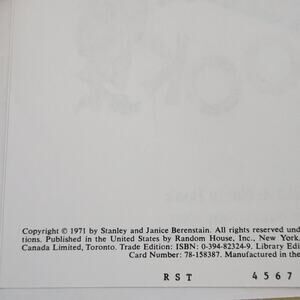 Copyright © 1971 by Stanley and Janice Berenstain. All rights reserved und
tions. Published in the United States by Random House, Inc., New York.
Canada Limited, Toronto. Trade Edition: ISBN: 0-394-82324-9. Library Edi
Card Number: 78-158387. Manufactured in the
R S T 4 5 6 7